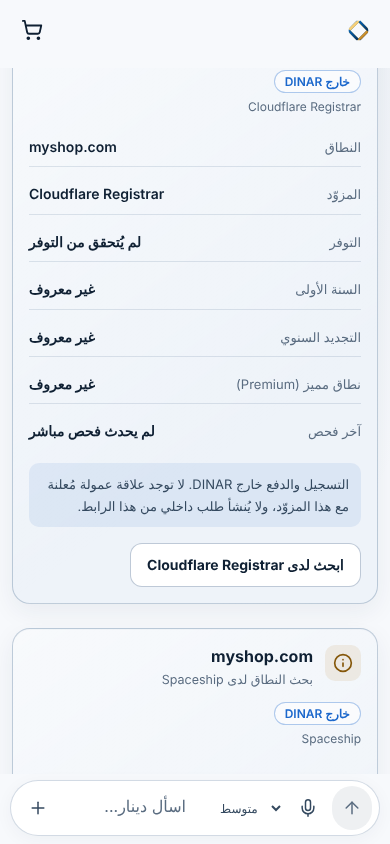 خارج DINAR
Cloudflare Registrar
النطاق myshop.com
المزوّد Cloudflare Registrar
التوفر لم يُتحقق من التوفر
السنة الأولى غير معروف
التجديد السنوي غير معروف
نطاق مميز (Premium) غير معروف
آخر فحص لم يحدث فحص مباشر
التسجيل والدفع خارج DINAR. لا توجد علاقة عمولة مُعلنة
مع هذا المزوّد، ولا يُنشأ طلب داخلي من هذا الرابط.
ابحث لدى Cloudflare Registrar
myshop.com
بحث النطاق لدى Spaceship
خارج DINAR
Spaceship
اسأل دينار... متوسط